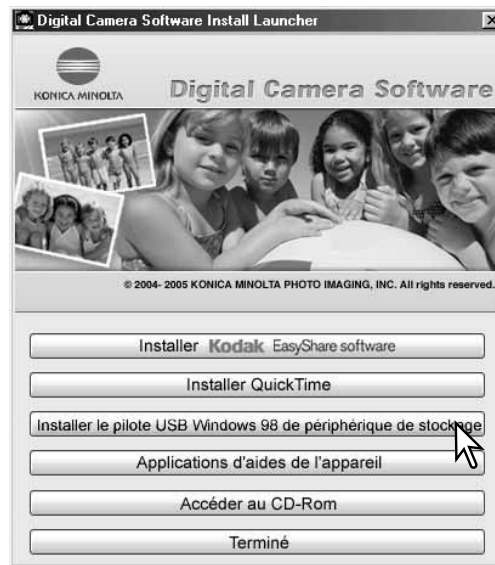 Digital Camera Software Install Launcher
KONICA MINOLTA
Digital Camera Software
© 2004- 2005 KONICA MINOLTA PHOTO IMAGING, INC. All rights reserved.
Installer Kodak EasyShare software
Installer QuickTime
Installer le pilote USB Windows 98 de périphérique de stockage
Applications d'aides de l'appareil
Accéder au CD-Rom
Terminé